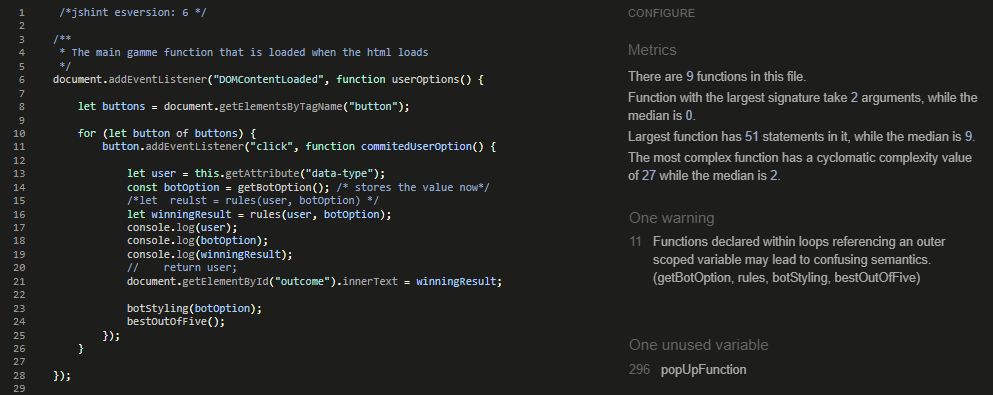 1 /*jshint esversion: 6 */
2
3 /**
4 * The main gamme function that is loaded when the html loads
5 */
6 document.addEventListener("DOMContentLoaded", function userOptions() {
7
8 let buttons = document.getElementsByTagName("button");
9
10 for (let button of buttons) {
11 button.addEventListener("click", function commitedUserOption() {
12
13 let user = this.getAttribute("data-type");
14 const botOption = getBotOption(); /* stores the value now*/
15 /*let  reulst = rules(user, botOption) */
16 let winningResult = rules(user, botOption);
17 console.log(user);
18 console.log(botOption);
19 console.log(winningResult);
20 //    return user;
21 document.getElementById("outcome").innerText = winningResult;
22
23 botStyling(botOption);
24 bestOutOfFive();
25 });
26 }
27
28 });
29
CONFIGURE
Metrics
There are 9 functions in this file.
Function with the largest signature take 2 arguments, while the
median is 0.
Largest function has 51 statements in it, while the median is 9.
The most complex function has a cyclomatic complexity value
of 27 while the median is 2.
One warning
11 Functions declared within loops referencing an outer
scoped variable may lead to confusing semantics.
(getBotOption, rules, botStyling, bestOutOfFive)
One unused variable
296 popUpFunction